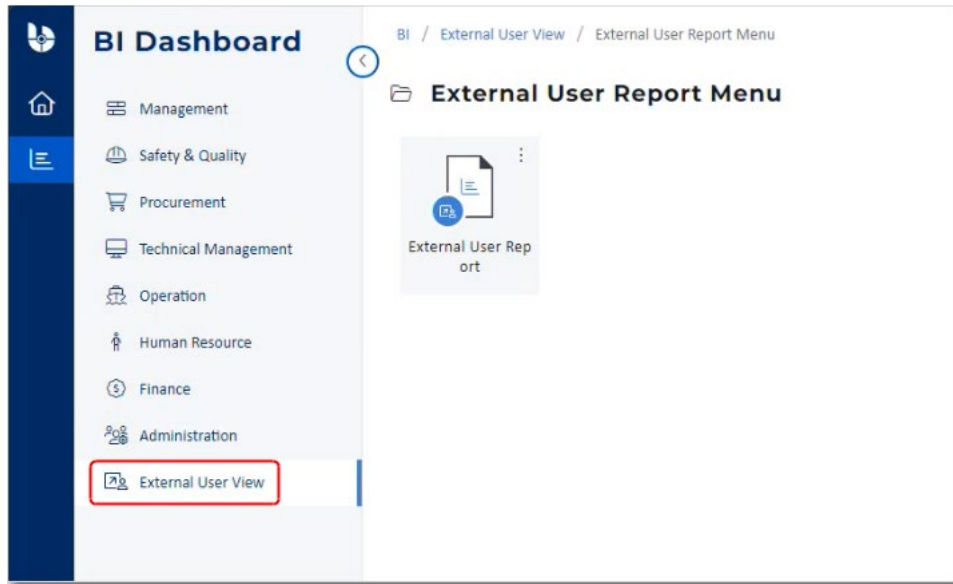 BI Dashboard
Management
Safety & Quality
Procurement
Technical Management
Operation
Human Resource
Finance
Administration
External User View
BI / External User View / External User Report Menu
External User Report Menu
External User Rep
ort